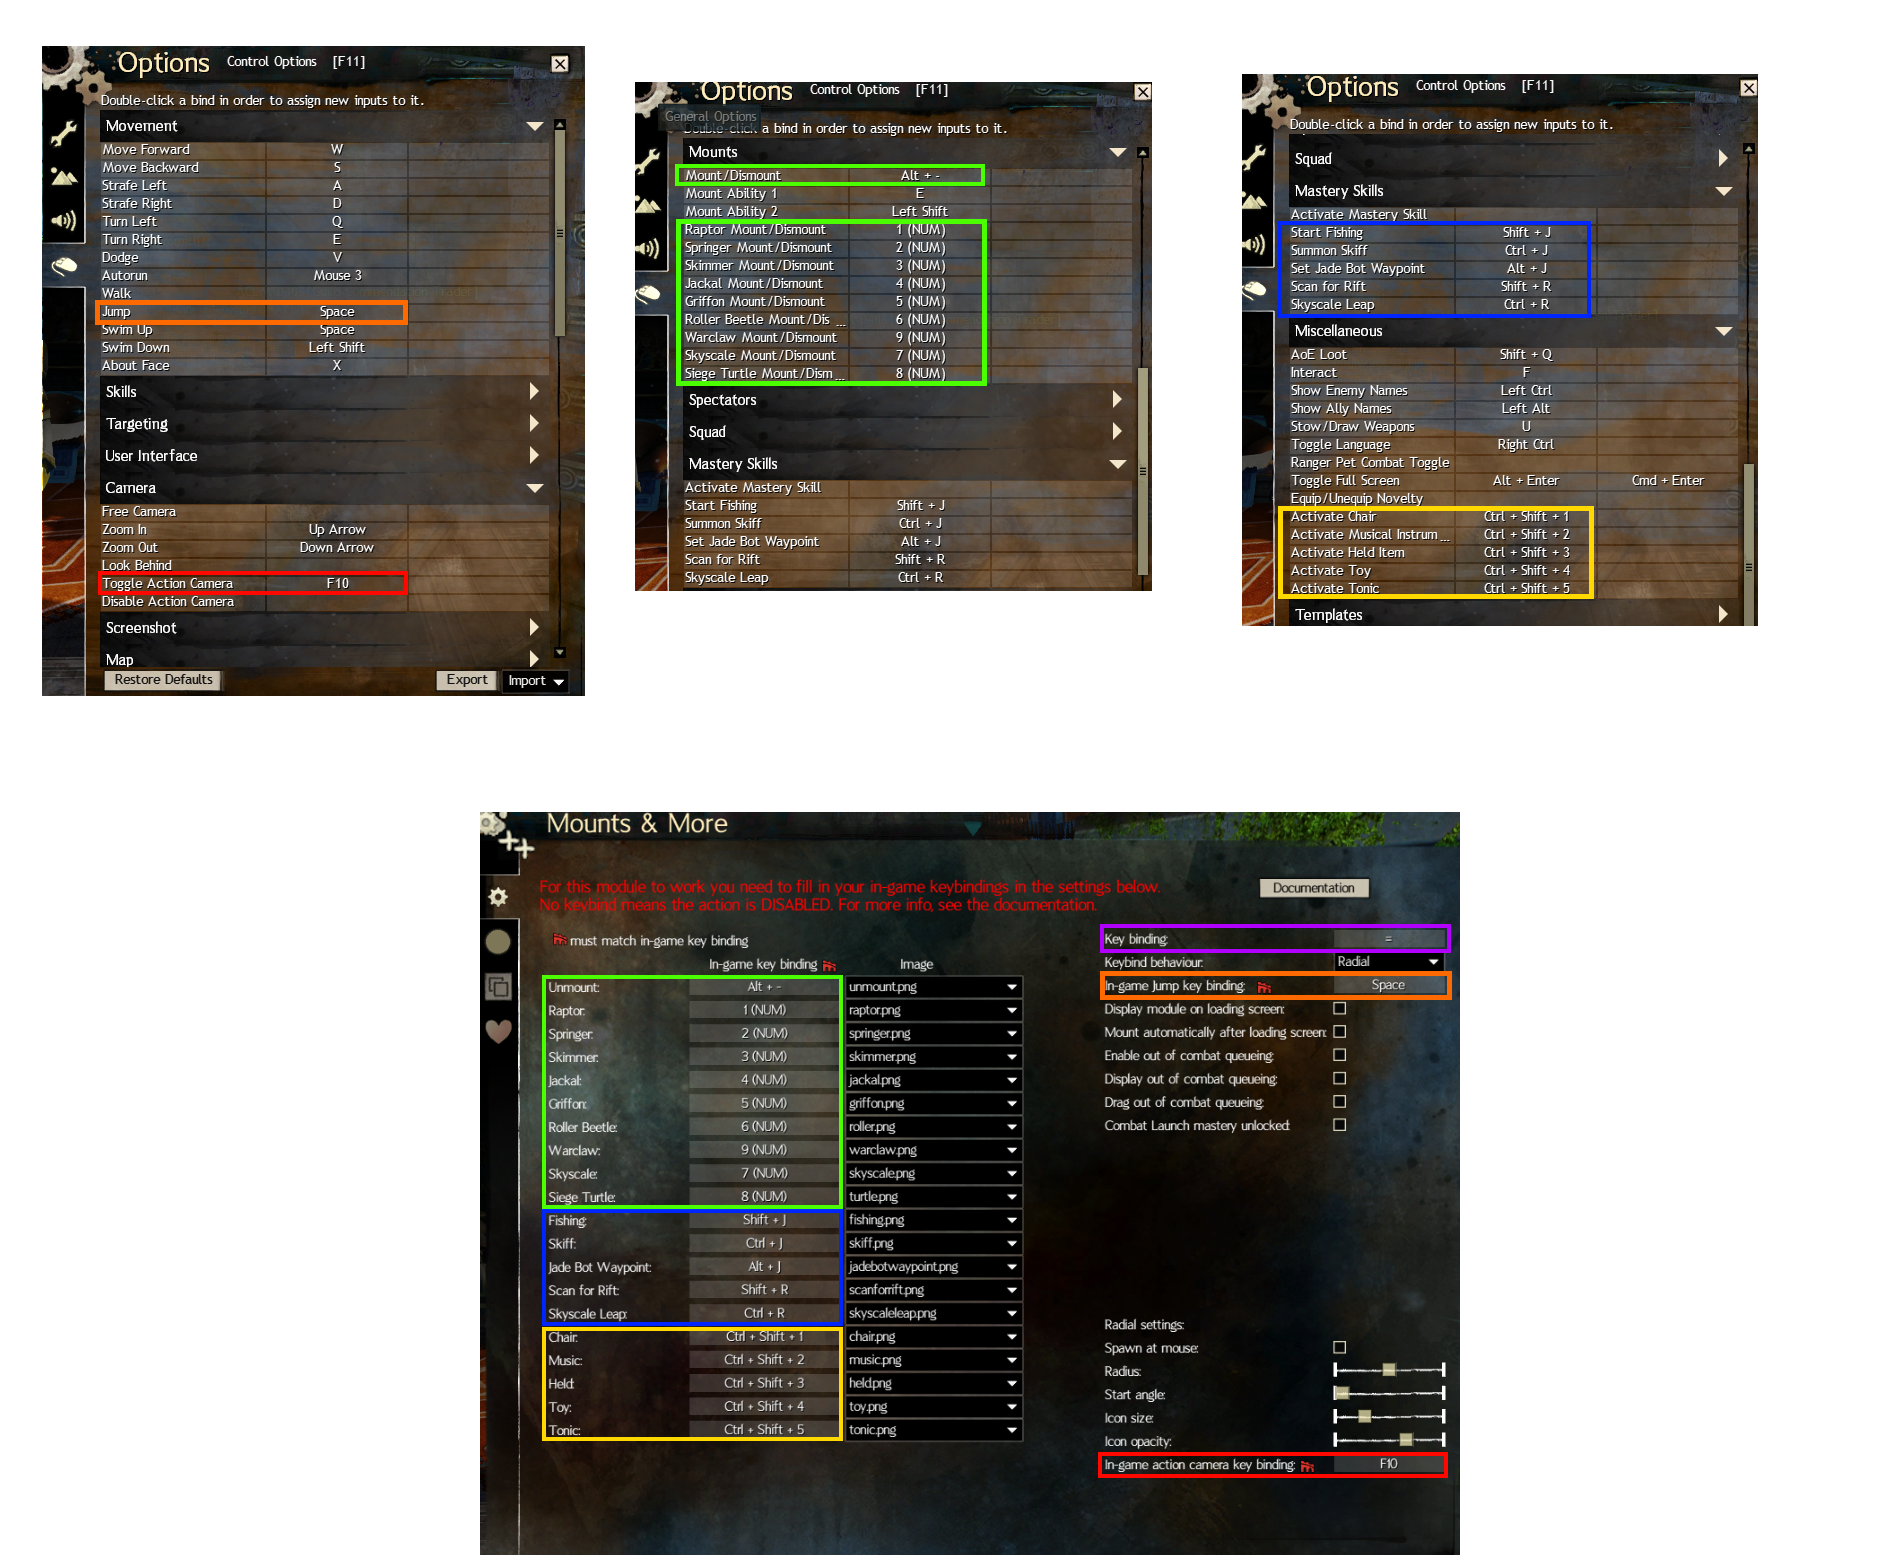 Options Control Options [F11]
Double-click a bind in order to assign new inputs to it.
Movement
Move Forward W
Move Backward S
Strafe Left A
Strafe Right D
Turn Left Q
Turn Right E
Dodge V
Autorun Mouse 3
Walk
Jump Space
Swim Up Space
Swim Down Left Shift
About Face X
Skills
Targeting
User Interface
Camera
Free Camera
Zoom In Up Arrow
Zoom Out Down Arrow
Look Behind
Toggle Action Camera F10
Disable Action Camera
Screenshot
Map
Restore Defaults Export Import
Options Control Options [F11]
General Options
Double-click a bind in order to assign new inputs to it.
Mounts
Mount/Dismount Alt + -
Mount Ability 1 E
Mount Ability 2 Left Shift
Raptor Mount/Dismount 1 (NUM)
Springer Mount/Dismount 2 (NUM)
Skimmer Mount/Dismount 3 (NUM)
Jackal Mount/Dismount 4 (NUM)
Griffon Mount/Dismount 5 (NUM)
Roller Beetle Mount/Dis ... 6 (NUM)
Warclaw Mount/Dismount 9 (NUM)
Skyscale Mount/Dismount 7 (NUM)
Siege Turtle Mount/Dism ... 8 (NUM)
Spectators
Squad
Mastery Skills
Activate Mastery Skill
Start Fishing Shift + J
Summon Skiff Ctrl + J
Set Jade Bot Waypoint Alt + J
Scan for Rift Shift + R
Skyscale Leap Ctrl + R
Options Control Options [F11]
Double-click a bind in order to assign new inputs to it.
Squad
Mastery Skills
Activate Mastery Skill
Start Fishing Shift + J
Summon Skiff Ctrl + J
Set Jade Bot Waypoint Alt + J
Scan for Rift Shift + R
Skyscale Leap Ctrl + R
Miscellaneous
AoE Loot Shift + Q
Interact F
Show Enemy Names Left Ctrl
Show Ally Names Left Alt
Stow/Draw Weapons U
Toggle Language Right Ctrl
Ranger Pet Combat Toggle
Toggle Full Screen Alt + Enter Cmd + Enter
Equip/Unequip Novelty
Activate Chair Ctrl + Shift + 1
Activate Musical Instrum ... Ctrl + Shift + 2
Activate Held Item Ctrl + Shift + 3
Activate Toy Ctrl + Shift + 4
Activate Tonic Ctrl + Shift + 5
Templates
Mounts & More
For this module to work you need to fill in your in-game keybindings in the settings below.
No keybind means the action is DISABLED. For more info, see the documentation.
Documentation
must match in-game key binding
In-game key binding Image
Unmount: Alt + - unmount.png
Raptor: 1 (NUM) raptor.png
Springer: 2 (NUM) springer.png
Skimmer: 3 (NUM) skimmer.png
Jackal: 4 (NUM) jackal.png
Griffon: 5 (NUM) griffon.png
Roller Beetle: 6 (NUM) roller.png
Warclaw: 9 (NUM) warclaw.png
Skyscale: 7 (NUM) skyscale.png
Siege Turtle: 8 (NUM) turtle.png
Fishing: Shift + J fishing.png
Skiff: Ctrl + J skiff.png
Jade Bot Waypoint: Alt + J jadebotwaypoint.png
Scan for Rift: Shift + R scanforrift.png
Skyscale Leap: Ctrl + R skyscaleleap.png
Chair: Ctrl + Shift + 1 chair.png
Music: Ctrl + Shift + 2 music.png
Held: Ctrl + Shift + 3 held.png
Toy: Ctrl + Shift + 4 toy.png
Tonic: Ctrl + Shift + 5 tonic.png
Key binding: =
Keybind behaviour: Radial
In-game Jump key binding: Space
Display module on loading screen:
Mount automatically after loading screen:
Enable out of combat queueing:
Display out of combat queueing:
Drag out of combat queueing:
Combat Launch mastery unlocked:
Radial settings:
Spawn at mouse:
Radius:
Start angle:
Icon size:
Icon opacity:
In-game action camera key binding: F10